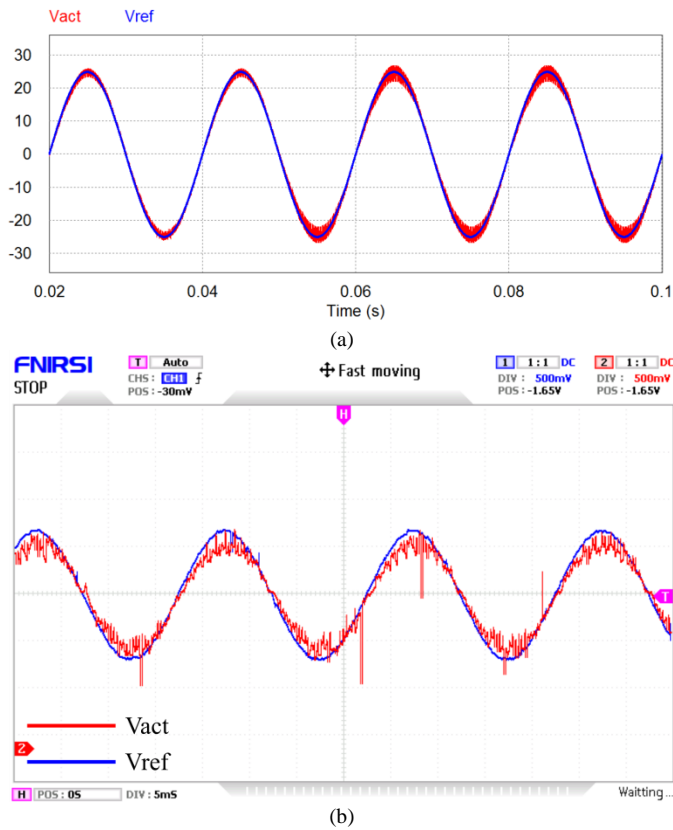 Vact Vref
30
20
10
0
-10
-20
-30
0.02 0.04 0.06 0.08 0.1
Time (s)
(a)
FNIRSI T Auto Fast moving 1 1:1 DC 2 1:1 DC
STOP CHS: CH1 DIV: 500mV DIV: 500mV
POS: -30mV POS: -1.65V POS: -1.65V
H
T
Vact
2
Vref
H POS: 0S DIV: 5mS Waitting...
(b)